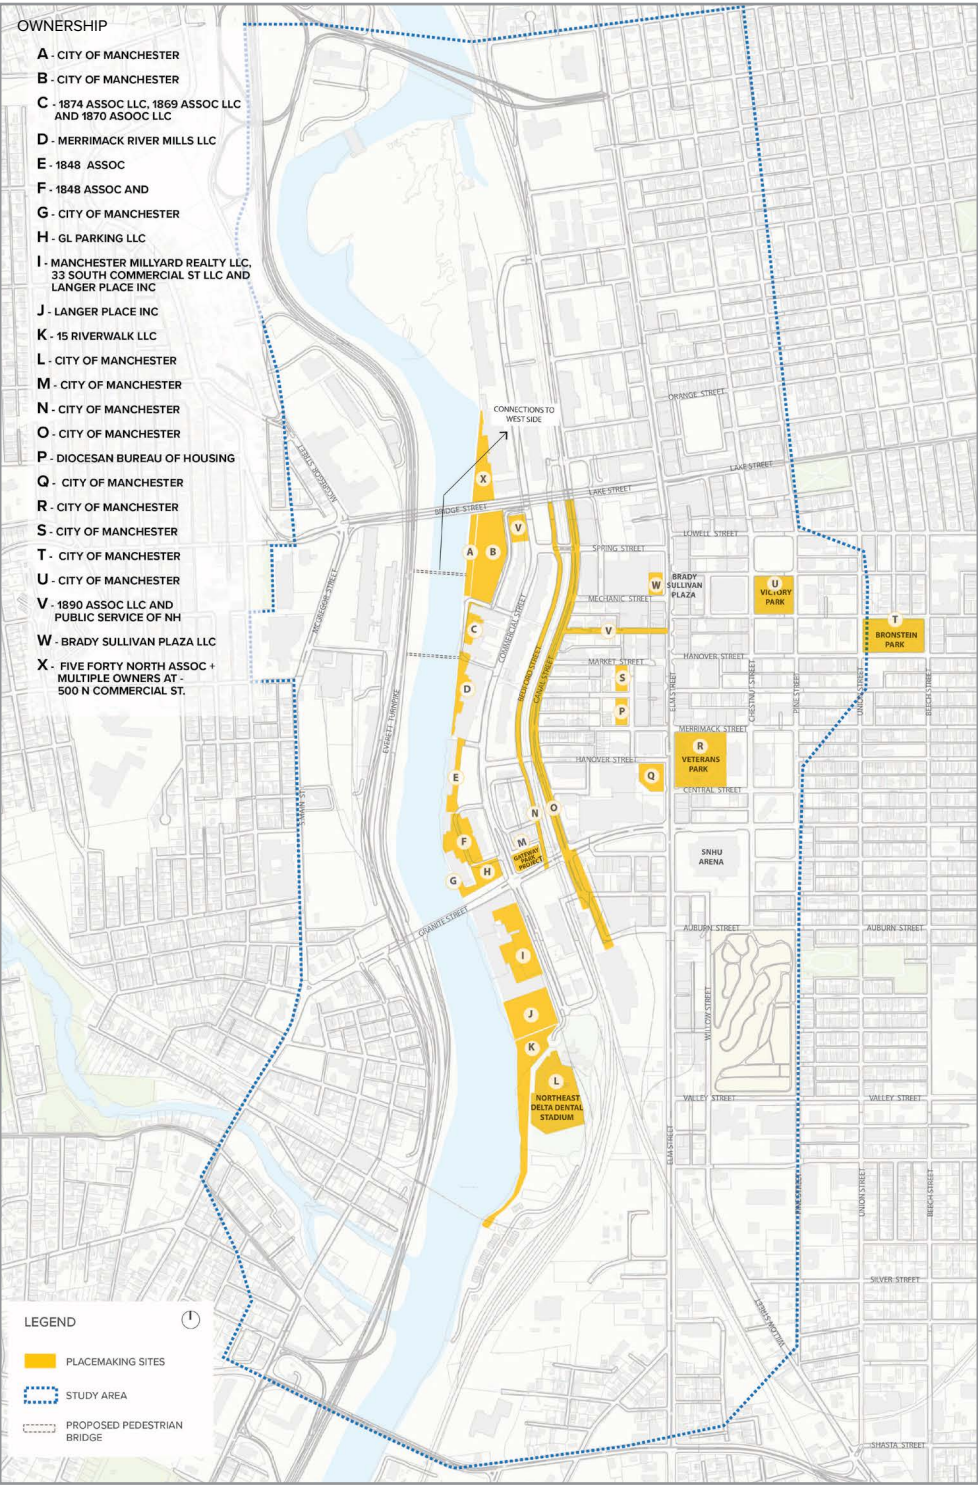 OWNERSHIP
A - CITY OF MANCHESTER
B - CITY OF MANCHESTER
C - 1874 ASSOC LLC, 1869 ASSOC LLC
AND 1870 ASOOC LLC
D - MERRIMACK RIVER MILLS LLC
E - 1848 ASSOC
F - 1848 ASSOC AND
G - CITY OF MANCHESTER
H - GL PARKING LLC
I - MANCHESTER MILLYARD REALTY LLC,
33 SOUTH COMMERCIAL ST LLC AND
LANGER PLACE INC
J - LANGER PLACE INC
K - 15 RIVERWALK LLC
L - CITY OF MANCHESTER
M - CITY OF MANCHESTER
N - CITY OF MANCHESTER
O - CITY OF MANCHESTER
P - DIOCESAN BUREAU OF HOUSING
Q - CITY OF MANCHESTER
R - CITY OF MANCHESTER
S - CITY OF MANCHESTER
T - CITY OF MANCHESTER
U - CITY OF MANCHESTER
V - 1890 ASSOC LLC AND
PUBLIC SERVICE OF NH
W - BRADY SULLIVAN PLAZA LLC
X - FIVE FORTY NORTH ASSOC +
MULTIPLE OWNERS AT -
500 N COMMERCIAL ST.
ORANGE STREET
CONNECTIONS TO
WEST SIDE
LAKE STREET
MCGREGOR STREET
X
LAKE STREET
BRIDGE STREET
V
LOWELL STREET
A
B
SPRING STREET
W
BRADY
SULLIVAN
PLAZA
U
VICTORY
PARK
MECHANIC STREET
MCGREGOR STREET
COMMERCIAL STREET
C
V
T
BRONSTEIN
PARK
HANOVER STREET
MARKET STREET
BEDFORD STREET
CANAL STREET
S
D
P
ELM STREET
CHESTNUT STREET
PINE STREET
UNION STREET
BEECH STREET
EVERETT TURNPIKE
MERRIMACK STREET
R
VETERANS
PARK
HANOVER STREET
E
Q
CENTRAL STREET
S MAIN ST
N
O
F
M
GATEWAY
PARK
PROJECT
SNHU
ARENA
G
H
GRANITE STREET
AUBURN STREET
AUBURN STREET
I
WILLOW STREET
J
K
L
NORTHEAST
DELTA DENTAL
STADIUM
VALLEY STREET
VALLEY STREET
ELM STREET
UNION STREET
BEECH STREET
SILVER STREET
WILLOW STREET
SHASTA STREET
LEGEND
PLACEMAKING SITES
STUDY AREA
PROPOSED PEDESTRIAN
BRIDGE